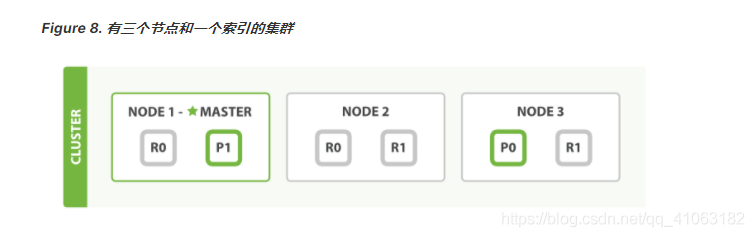 Figure 8. 有三个节点和一个索引的集群
CLUSTER
NODE 1 - ★ MASTER
R0 P1
NODE 2
R0 R1
NODE 3
P0 R1
https://blog.csdn.net/qq_41063182